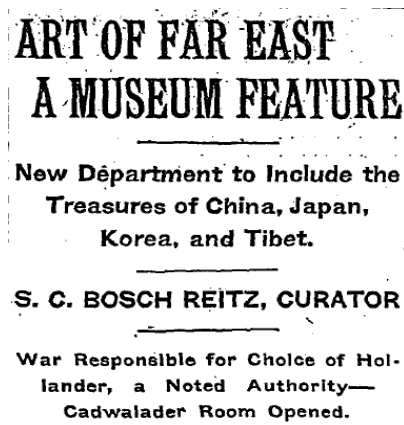 ART OF FAR EAST
A MUSEUM FEATURE
New Department to Include the
Treasures of China, Japan,
Korea, and Tibet.
S. C. BOSCH REITZ, CURATOR
War Responsible for Choice of Hol-
lander, a Noted Authority—
Cadwalader Room Opened.